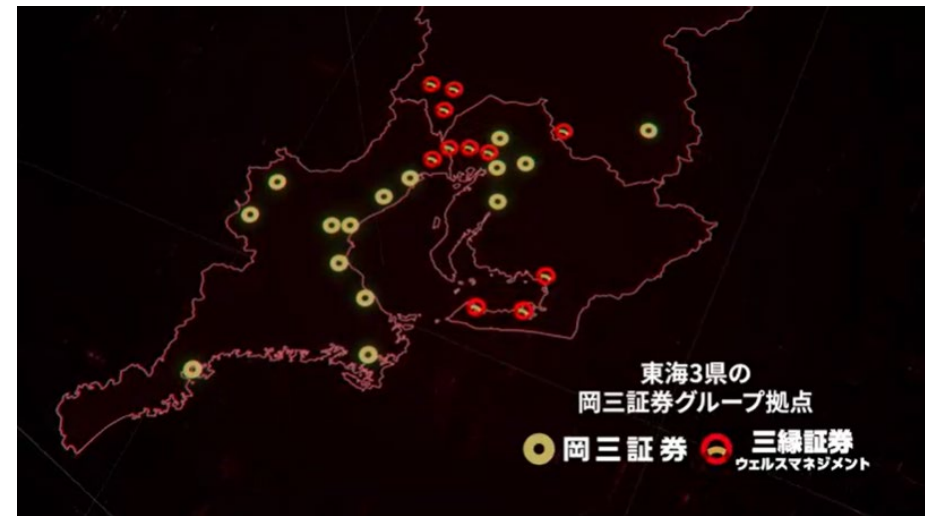 東海3県の
岡三証券グループ拠点
岡三証券
三縁証券
ウェルスマネジメント